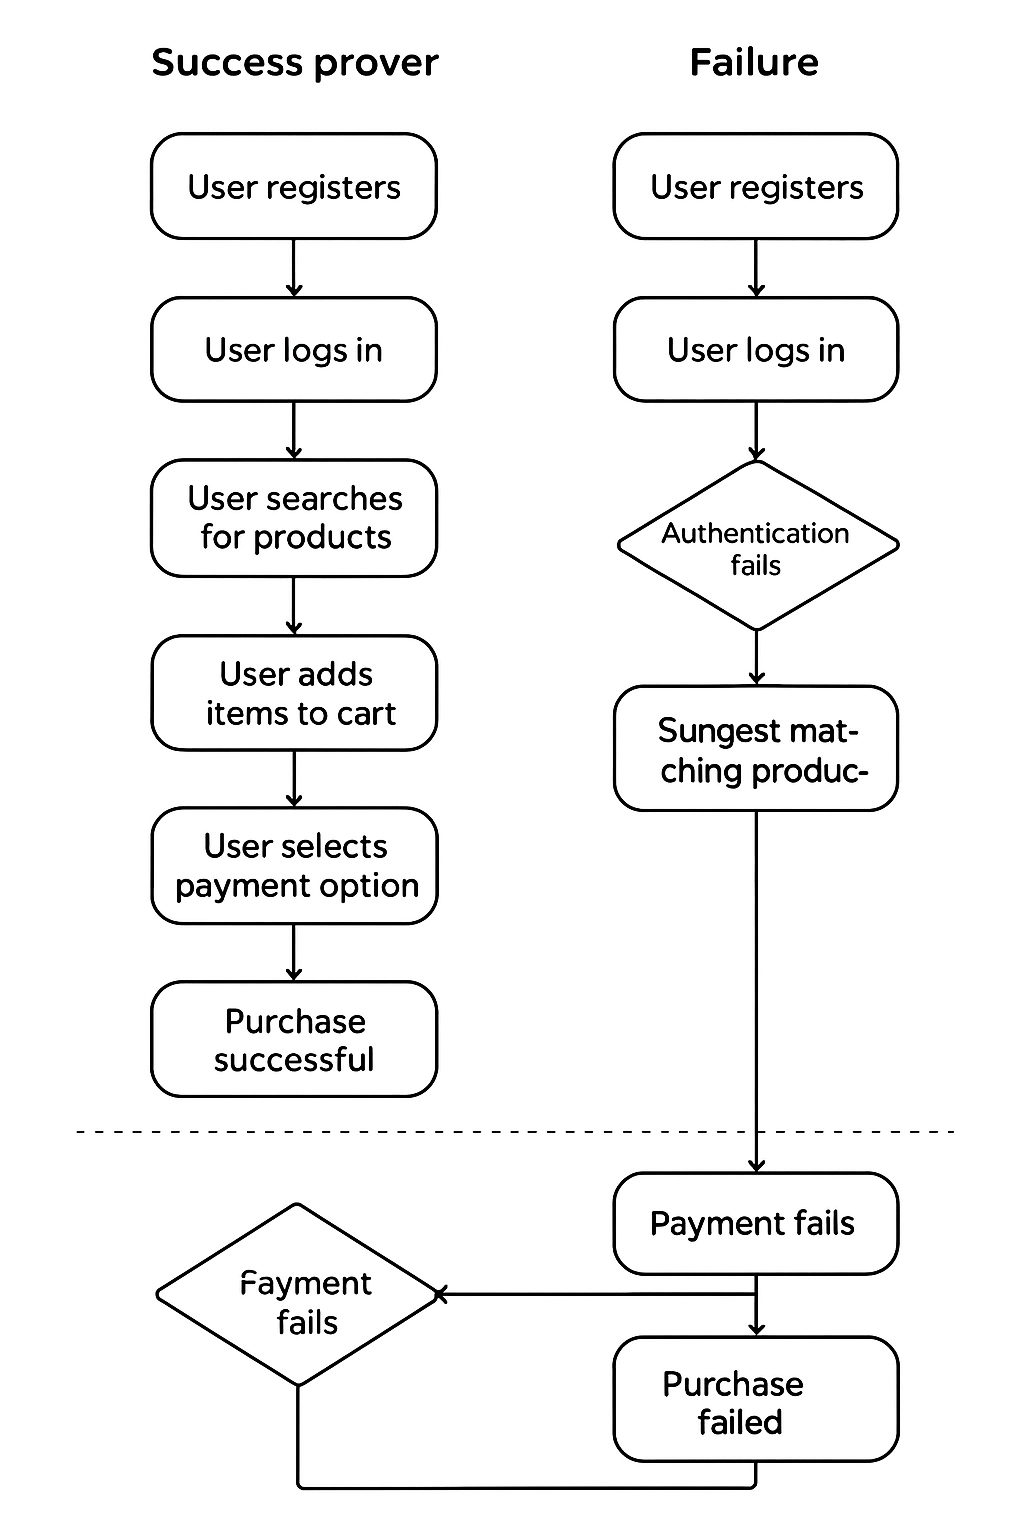 Success prover
User registers
User logs in
User searches
for products
User adds
items to cart
User selects
payment option
Purchase
successful
Failure
User registers
User logs in
Authentication
fails
Sungest mat-
ching produc-
Payment fails
Fayment
fails
Purchase
failed